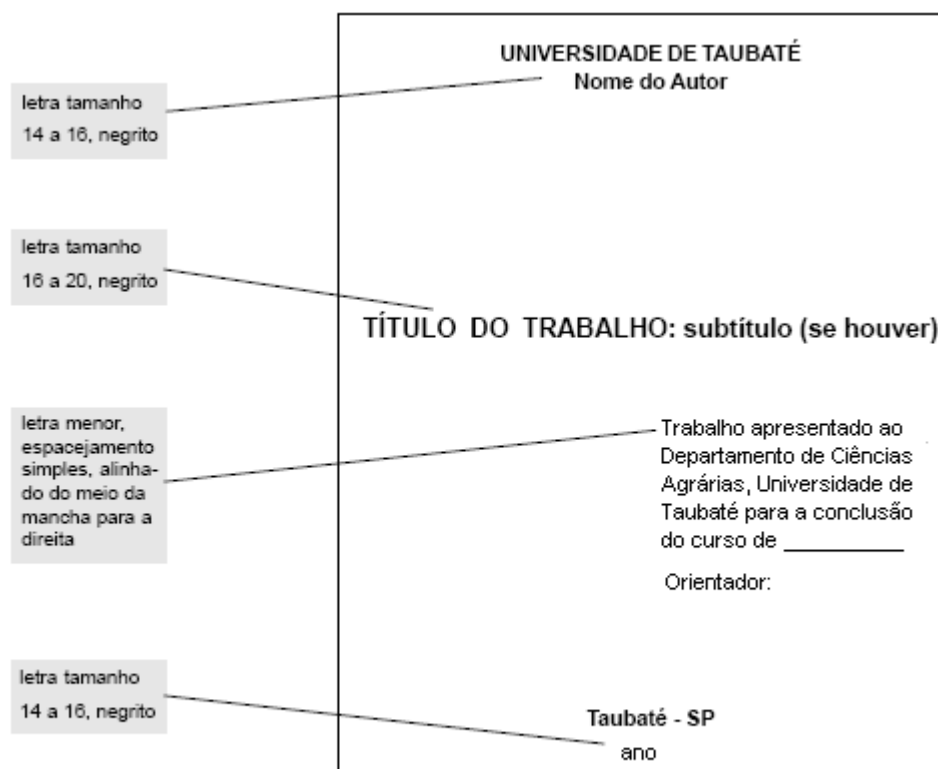 UNIVERSIDADE DE TAUBATÉ
Nome do Autor
letra tamanho
14 a 16, negrito
letra tamanho
16 a 20, negrito
TÍTULO DO TRABALHO: subtítulo (se houver)
letra menor,
espacejamento
simples, alinha-
do do meio da
mancha para a
direita
Trabalho apresentado ao
Departamento de Ciências
Agrárias, Universidade de
Taubaté para a conclusão
do curso de __________
Orientador:
letra tamanho
14 a 16, negrito
Taubaté - SP
ano